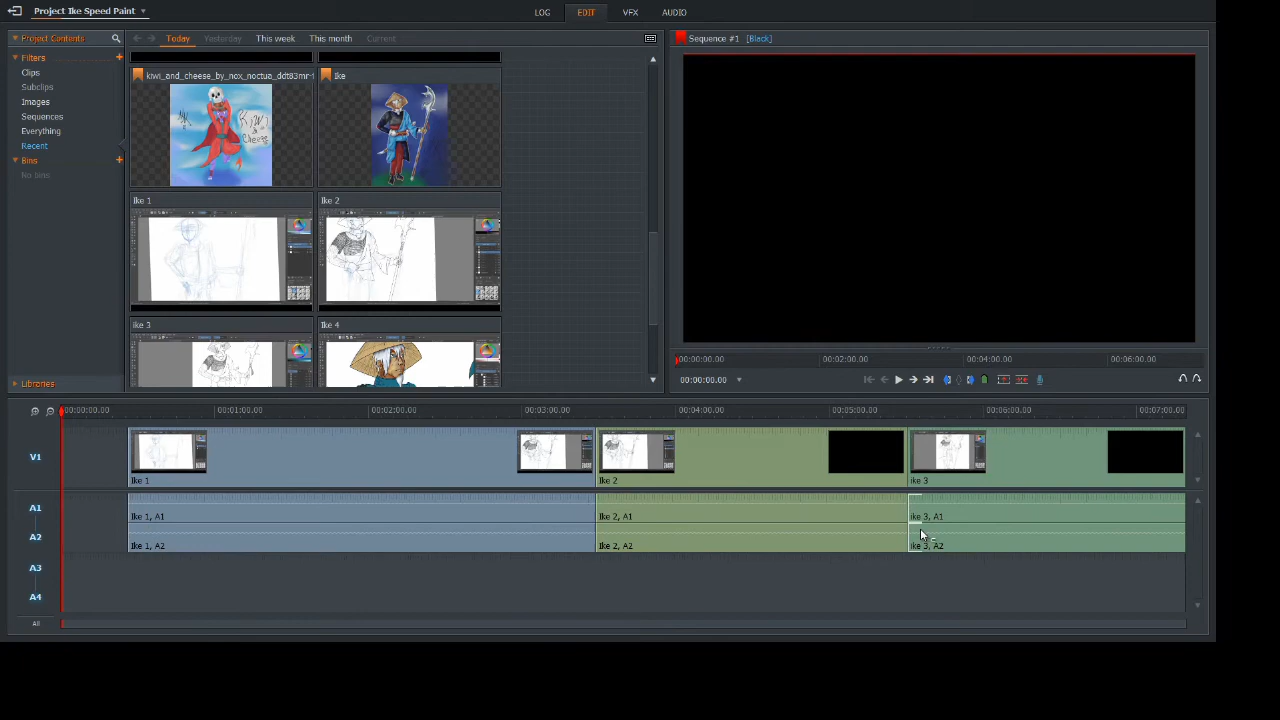 Project Ike Speed Paint
LOG
EDIT
VFX
AUDIO
Project Contents
Filters
Clips
Subclips
Images
Sequences
Everything
Recent
Bins
No bins
Libraries
Today
Yesterday
This week
This month
Current
kiwi_and_cheese_by_nox_noctua_ddt83mr-
Ike
Kiwi
&
Cheese
Ike 1
Ike 2
ike 3
Ike 4
Sequence #1 [Black]
00:00:00.00
00:02:00.00
00:04:00.00
00:06:00.00
00:00:00.00
00:00:00.00
00:01:00.00
00:02:00.00
00:03:00.00
00:04:00.00
00:05:00.00
00:06:00.00
00:07:00.00
V1
Ike 1
Ike 2
ike 3
A1
Ike 1, A1
Ike 2, A1
ike 3, A1
A2
Ike 1, A2
Ike 2, A2
ike 3, A2
A3
A4
All